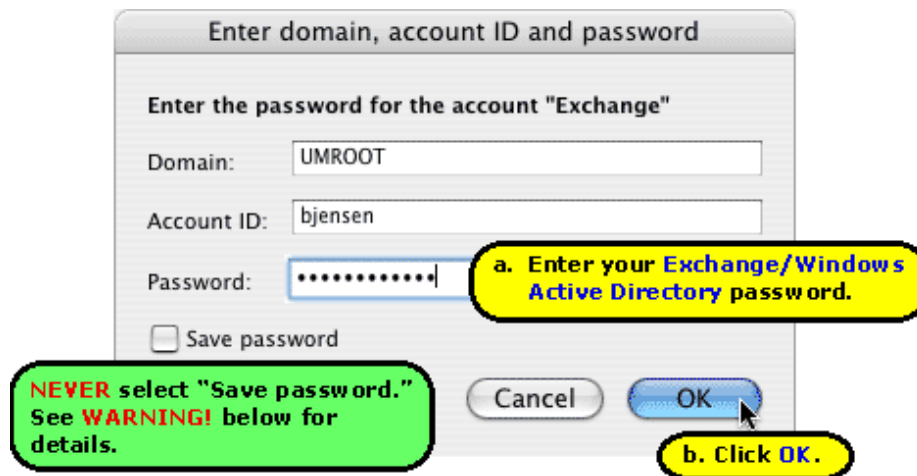 Enter domain, account ID and password
Enter the password for the account "Exchange"
Domain: UMROOT
Account ID: bjensen
Password: ••••••••••••
a. Enter your Exchange/Windows
Active Directory password.
Save password
NEVER select "Save password."
See WARNING! below for
details.
Cancel OK
b. Click OK.